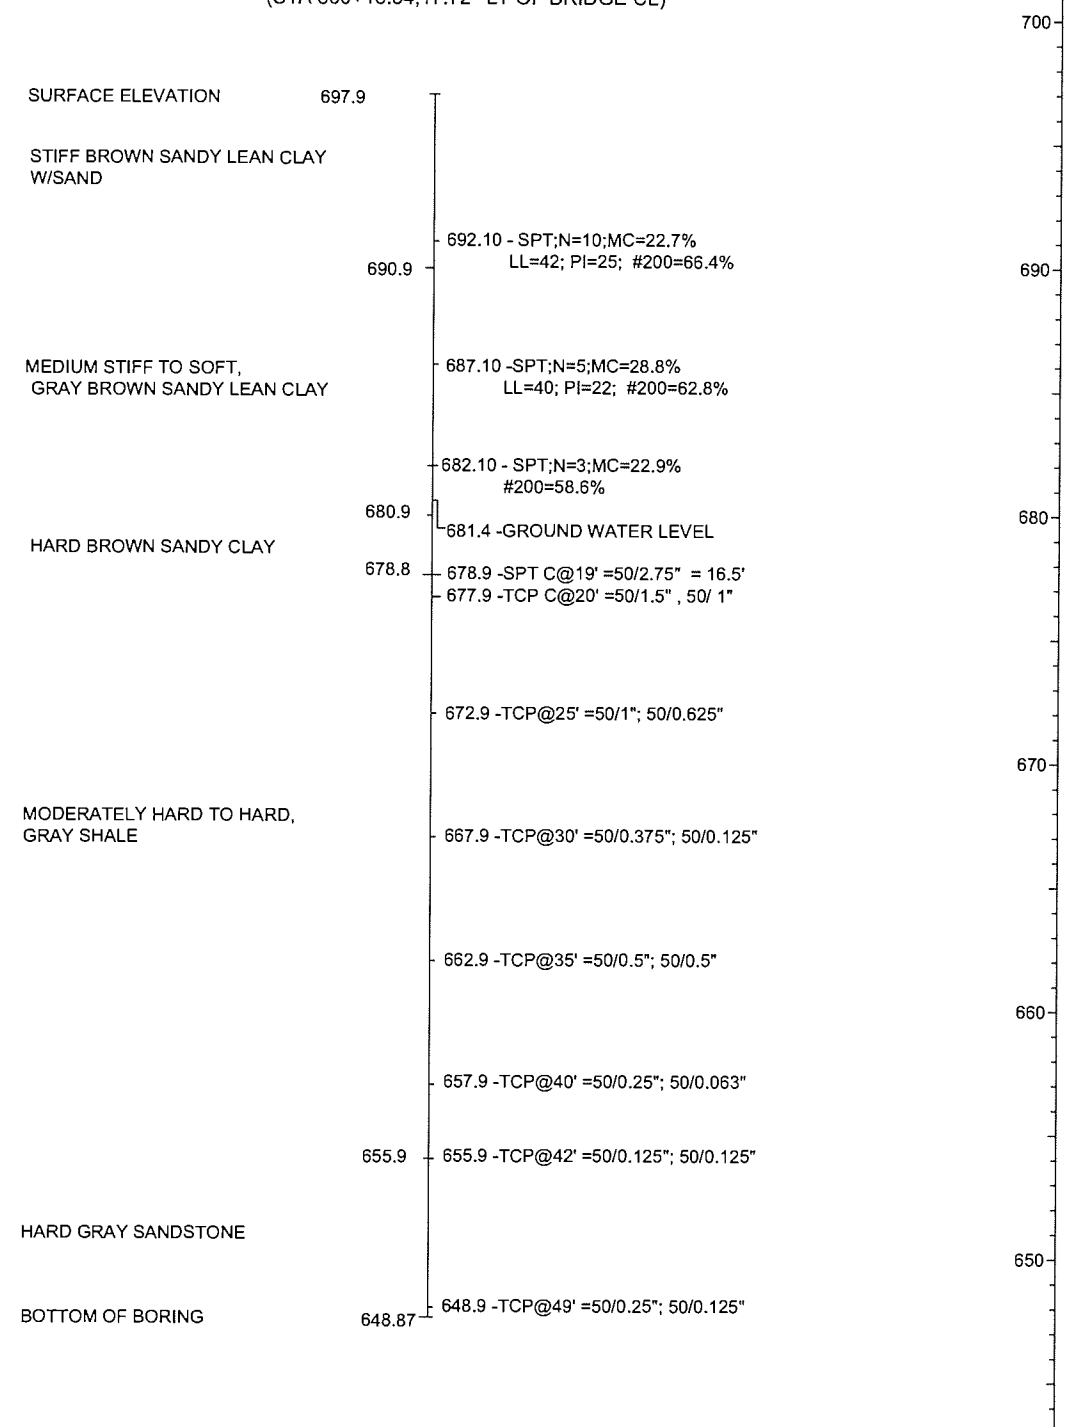 700
SURFACE ELEVATION 697.9
STIFF BROWN SANDY LEAN CLAY
W/SAND
692.10 - SPT;N=10;MC=22.7%
LL=42; PI=25; #200=66.4%
690.9
690
MEDIUM STIFF TO SOFT,
GRAY BROWN SANDY LEAN CLAY
687.10 -SPT;N=5;MC=28.8%
LL=40; PI=22; #200=62.8%
682.10 - SPT;N=3;MC=22.9%
#200=58.6%
680.9
680
681.4 -GROUND WATER LEVEL
HARD BROWN SANDY CLAY
678.8
678.9 -SPT C@19' =50/2.75" = 16.5'
677.9 -TCP C@20' =50/1.5" , 50/ 1"
672.9 -TCP@25' =50/1"; 50/0.625"
670
MODERATELY HARD TO HARD,
GRAY SHALE
667.9 -TCP@30' =50/0.375"; 50/0.125"
662.9 -TCP@35' =50/0.5"; 50/0.5"
660
657.9 -TCP@40' =50/0.25"; 50/0.063"
655.9
655.9 -TCP@42' =50/0.125"; 50/0.125"
HARD GRAY SANDSTONE
650
648.9 -TCP@49' =50/0.25"; 50/0.125"
BOTTOM OF BORING 648.87